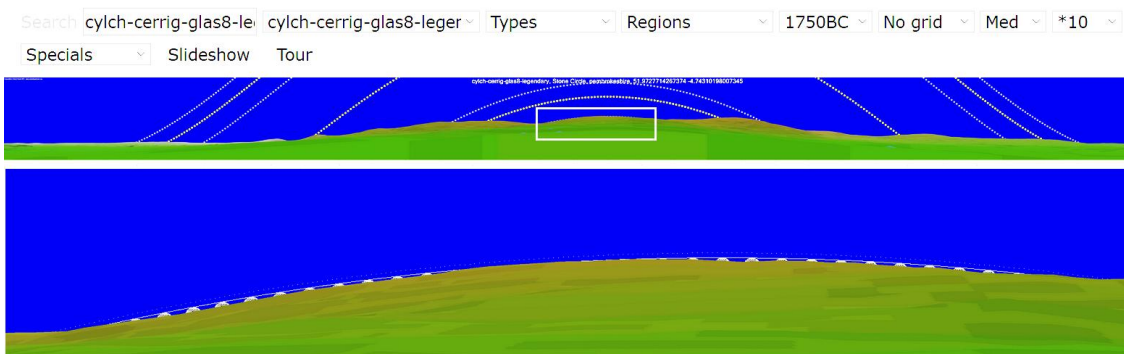 Search cylch-cerrig-glas8-le cylch-cerrig-glas8-leger Types Regions 1750BC No grid Med *10
Specials Slideshow Tour
cylch-cerrig-glas8-legendary, Stone Circle, pembrokeshire, 51.9727714267374 -4.74310198007345